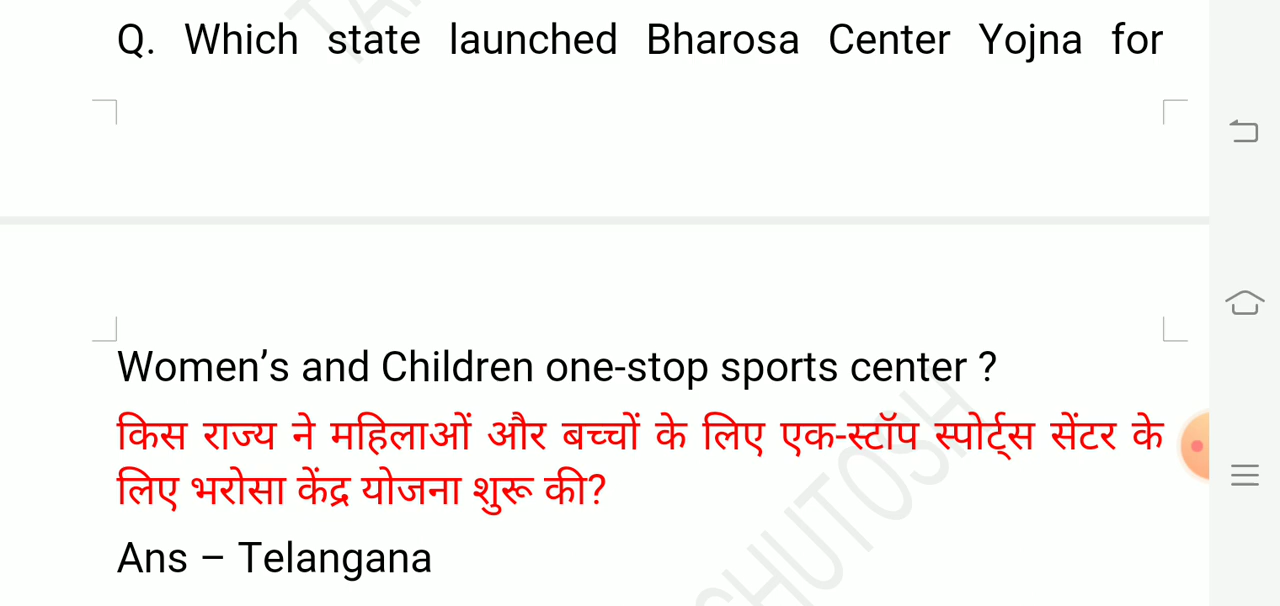 Q. Which state launched Bharosa Center Yojna for
Women's and Children one-stop sports center ?
किस राज्य ने महिलाओं और बच्चों के लिए एक-स्टॉप स्पोर्ट्स सेंटर के
लिए भरोसा केंद्र योजना शुरू की?
Ans – Telangana